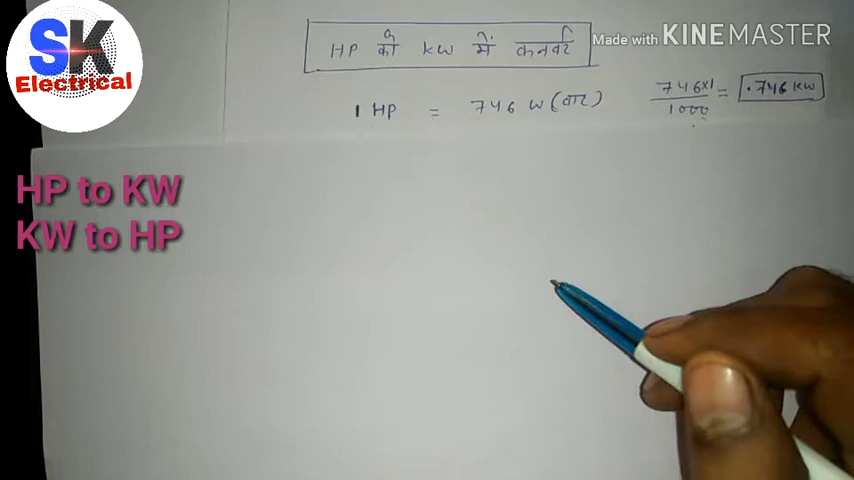 SK
Electrical
HP को KW में कनवर्ट
Made with KINEMASTER
1 HP = 746 W (वाट)
746×1
1000
= .746 KW
HP to KW
KW to HP